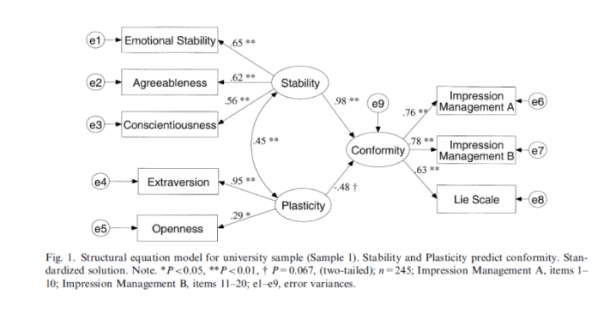 e1 Emotional Stability .65 **
e2 Agreeableness .62 ** Stability
e3 Conscientiousness .56 **
.98 ** e9
Impression
Management A e6
.76 **
.45 ** Conformity .78 ** Impression
Management B e7
.63 **
e4 Extraversion .95 **
-.48 †
Lie Scale e8
Plasticity
.29 *
e5 Openness
Fig. 1. Structural equation model for university sample (Sample 1). Stability and Plasticity predict conformity. Stan-
dardized solution. Note. *P<0.05, **P<0.01, † P=0.067, (two-tailed); n=245; Impression Management A, items 1–
10; Impression Management B, items 11–20; e1–e9, error variances.